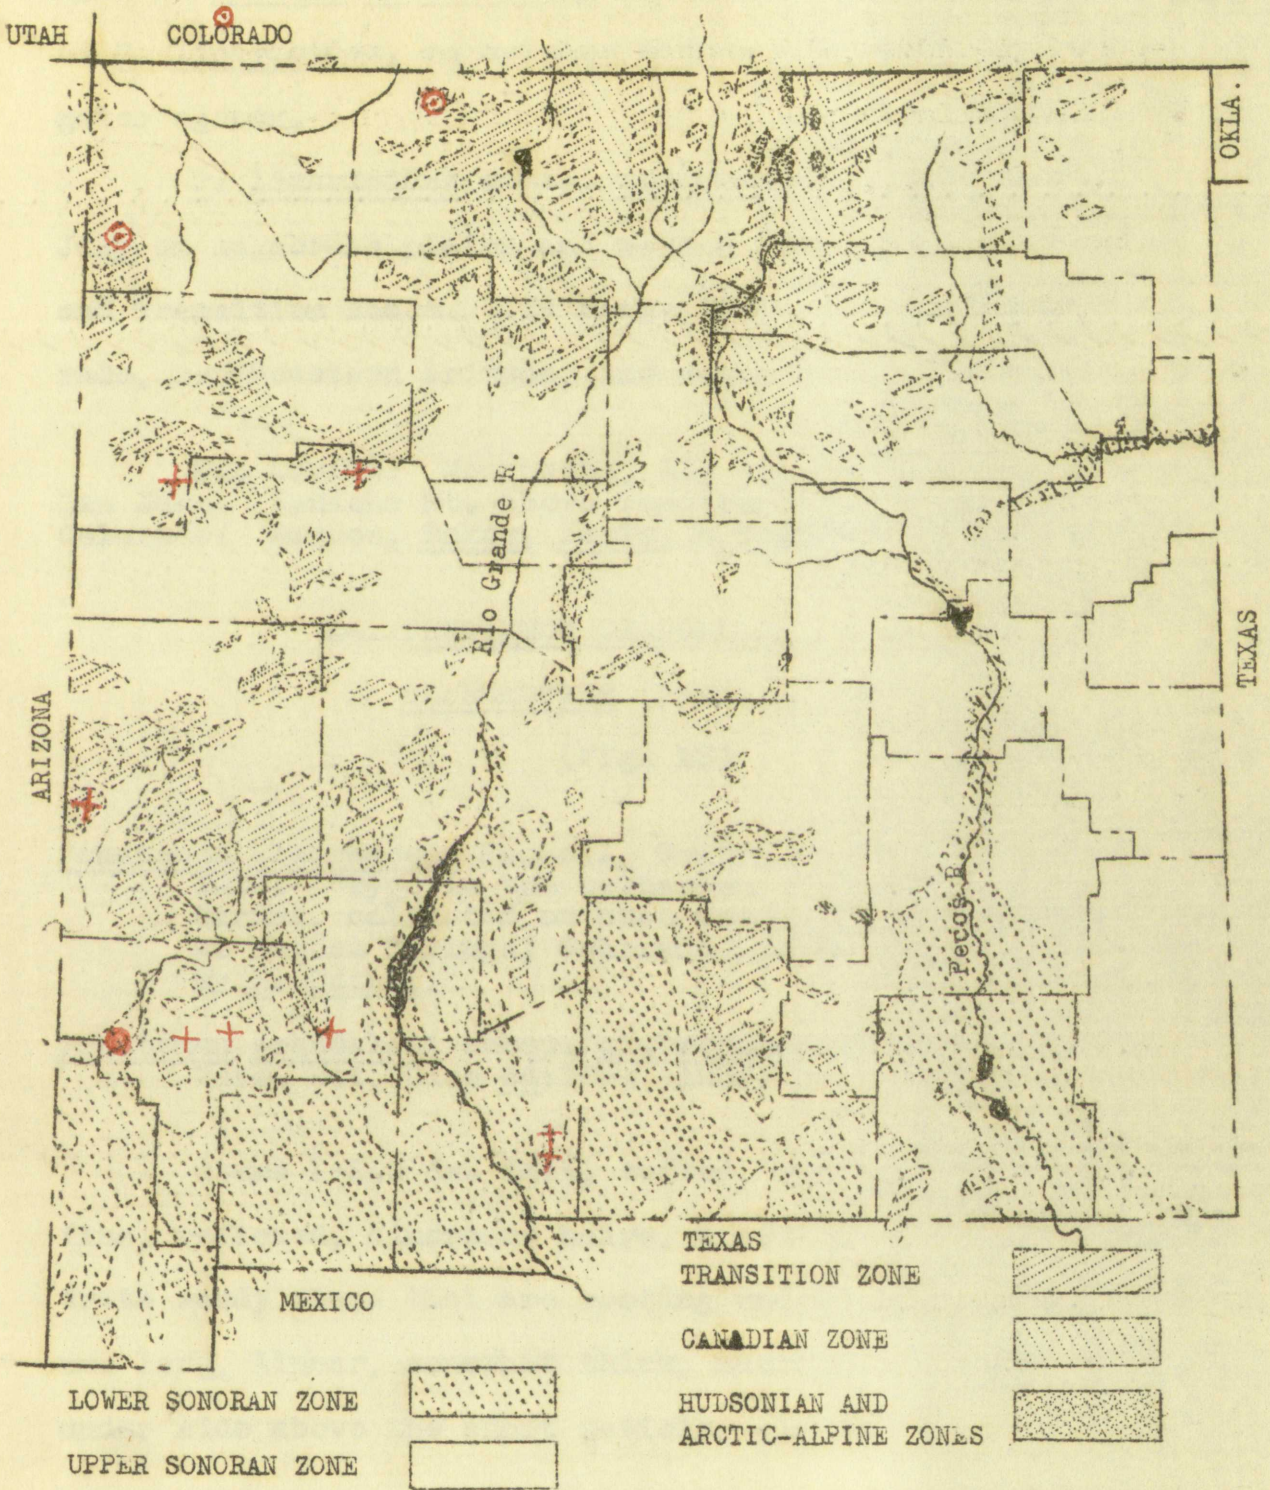 UTAH COLORADO
OKLA.
Rio Grande R.
ARIZONA
TEXAS
Pecos R.
MEXICO
TEXAS
TRANSITION ZONE
CANADIAN ZONE
HUDSONIAN AND
ARCTIC-ALPINE ZONES
LOWER SONORAN ZONE
UPPER SONORAN ZONE